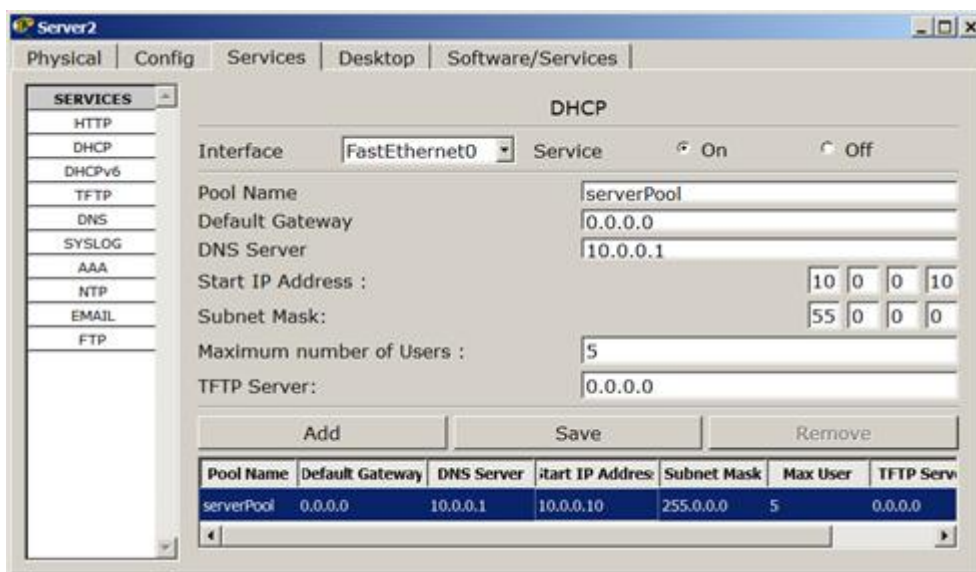 Server2
Physical Config Services Desktop Software/Services
SERVICES
HTTP
DHCP
DHCPv6
TFTP
DNS
SYSLOG
AAA
NTP
EMAIL
FTP
DHCP
Interface FastEthernet0 Service On Off
Pool Name serverPool
Default Gateway 0.0.0.0
DNS Server 10.0.0.1
Start IP Address : 10 0 0 10
Subnet Mask: 55 0 0 0
Maximum number of Users : 5
TFTP Server: 0.0.0.0
Add Save Remove
Pool Name Default Gateway DNS Server tart IP Addres Subnet Mask Max User TFTP Serv
serverPool 0.0.0.0 10.0.0.1 10.0.0.10 255.0.0.0 5 0.0.0.0